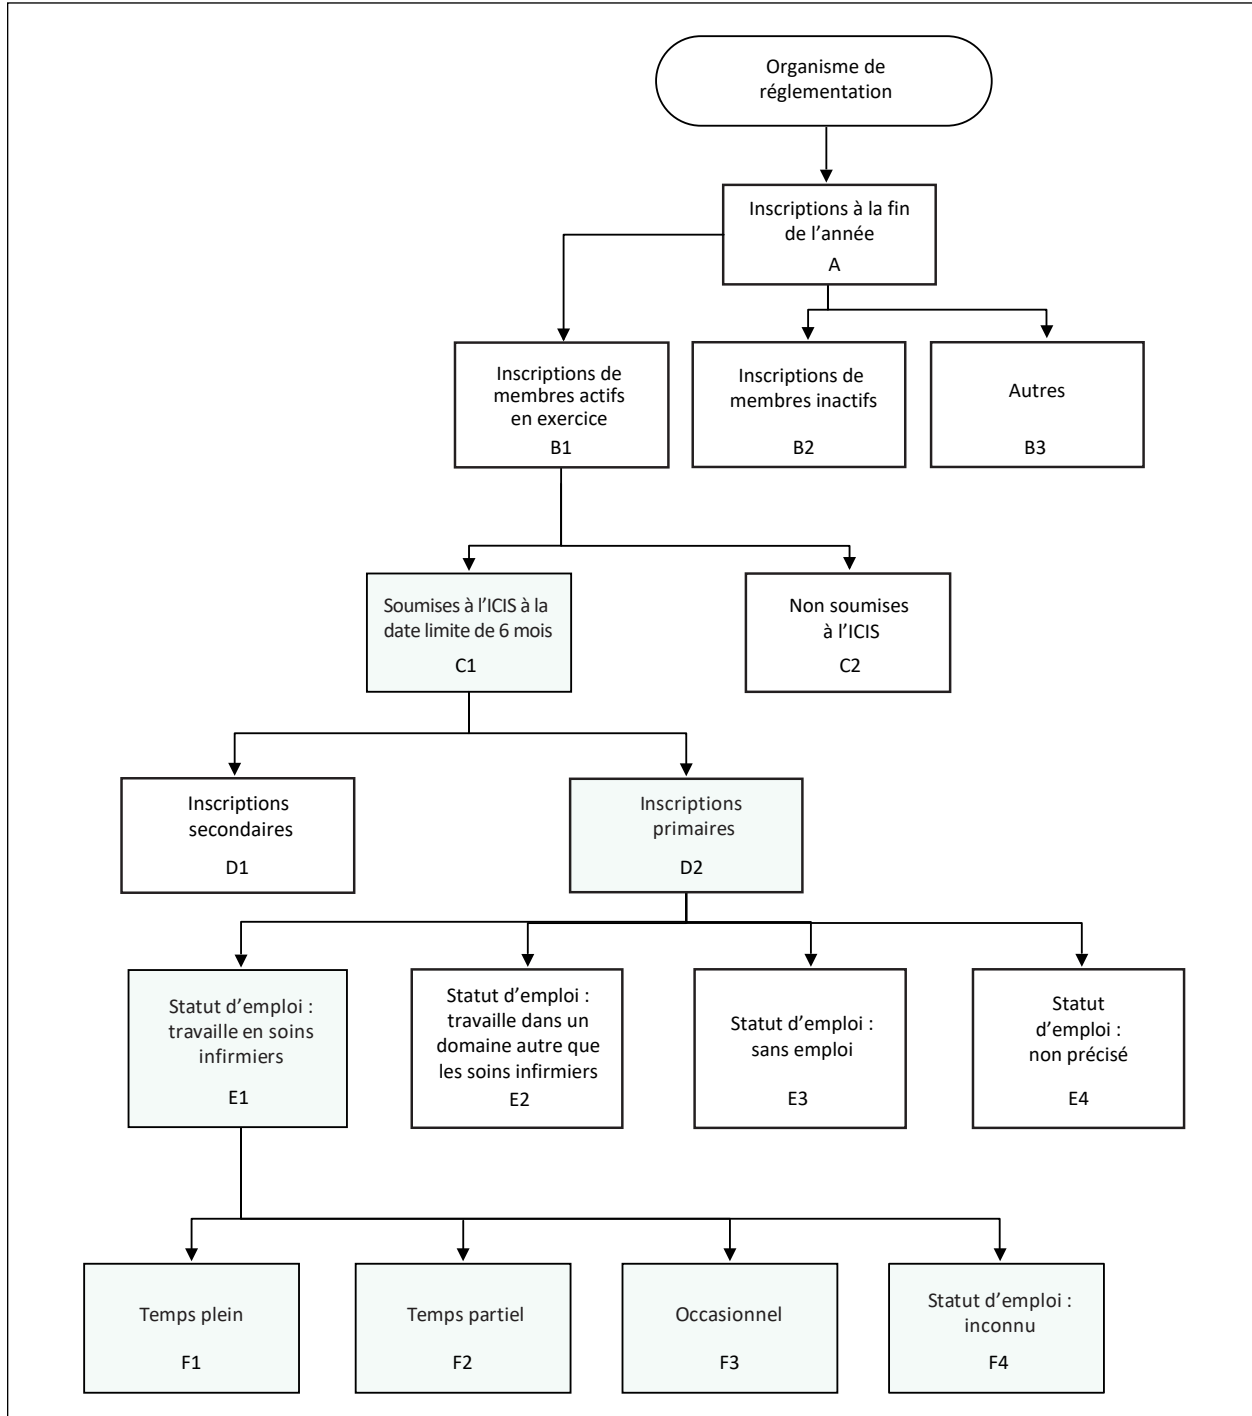 Organisme de
réglementation
Inscriptions à la fin
de l’année
A
Inscriptions de
membres actifs
en exercice
B1
Inscriptions de
membres inactifs
B2
Autres
B3
Soumises à l’ICIS à la
date limite de 6 mois
C1
Non soumises
à l’ICIS
C2
Inscriptions
secondaires
D1
Inscriptions
primaires
D2
Statut d’emploi :
travaille en soins
infirmiers
E1
Statut d’emploi :
travaille dans un
domaine autre que
les soins infirmiers
E2
Statut d’emploi :
sans emploi
E3
Statut
d’emploi :
non précisé
E4
Temps plein
F1
Temps partiel
F2
Occasionnel
F3
Statut d’emploi :
inconnu
F4